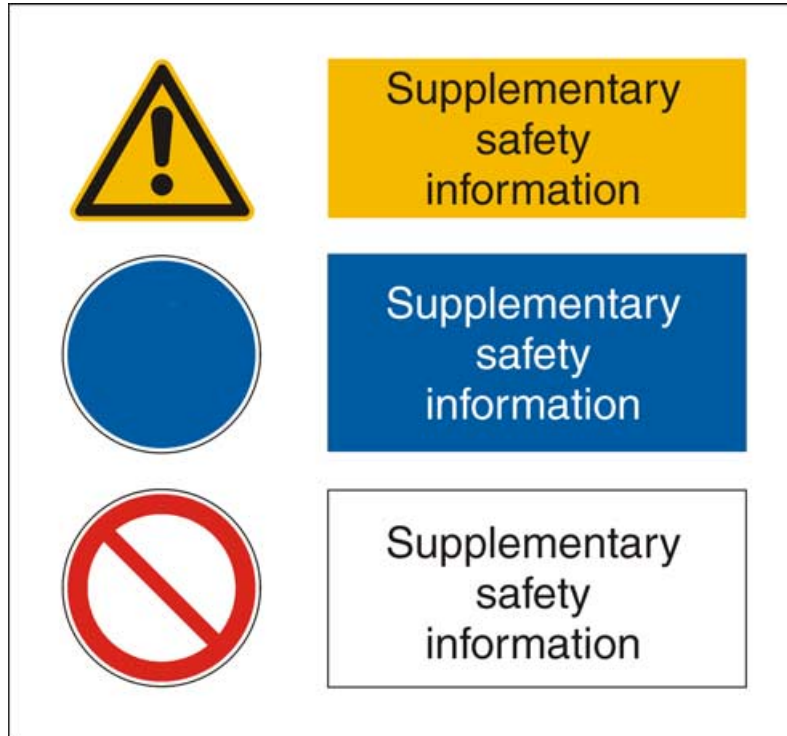 Supplementary
safety
information
Supplementary
safety
information
Supplementary
safety
information